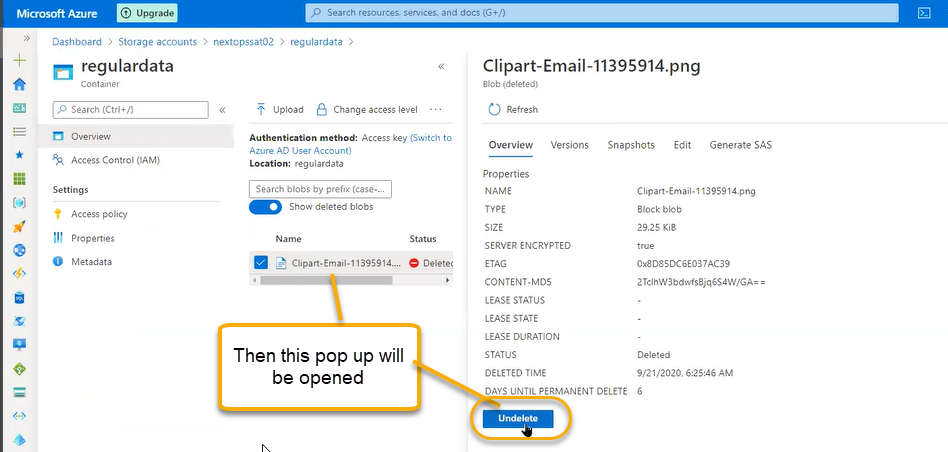 Microsoft Azure
Upgrade
Search resources, services, and docs (G+/)
Dashboard > Storage accounts > nextopssat02 > regulardata >
regulardata
Container
Search (Ctrl+/)
Overview
Access Control (IAM)
Settings
Access policy
Properties
Metadata
Upload
Change access level
Authentication method: Access key (Switch to
Azure AD User Account)
Location: regulardata
Search blobs by prefix (case-...
Show deleted blobs
Name Status
Clipart-Email-11395914.... Deleted
Then this pop up will
be opened
Clipart-Email-11395914.png
Blob (deleted)
Refresh
Overview Versions Snapshots Edit Generate SAS
Properties
NAME Clipart-Email-11395914.png
TYPE Block blob
SIZE 29.25 KiB
SERVER ENCRYPTED true
ETAG 0x8D85DC6E037AC39
CONTENT-MD5
LEASE STATUS -
LEASE STATE -
LEASE DURATION -
STATUS Deleted
DELETED TIME 9/21/2020, 6:25:46 AM
DAYS UNTIL PERMANENT DELETE 6
Undelete